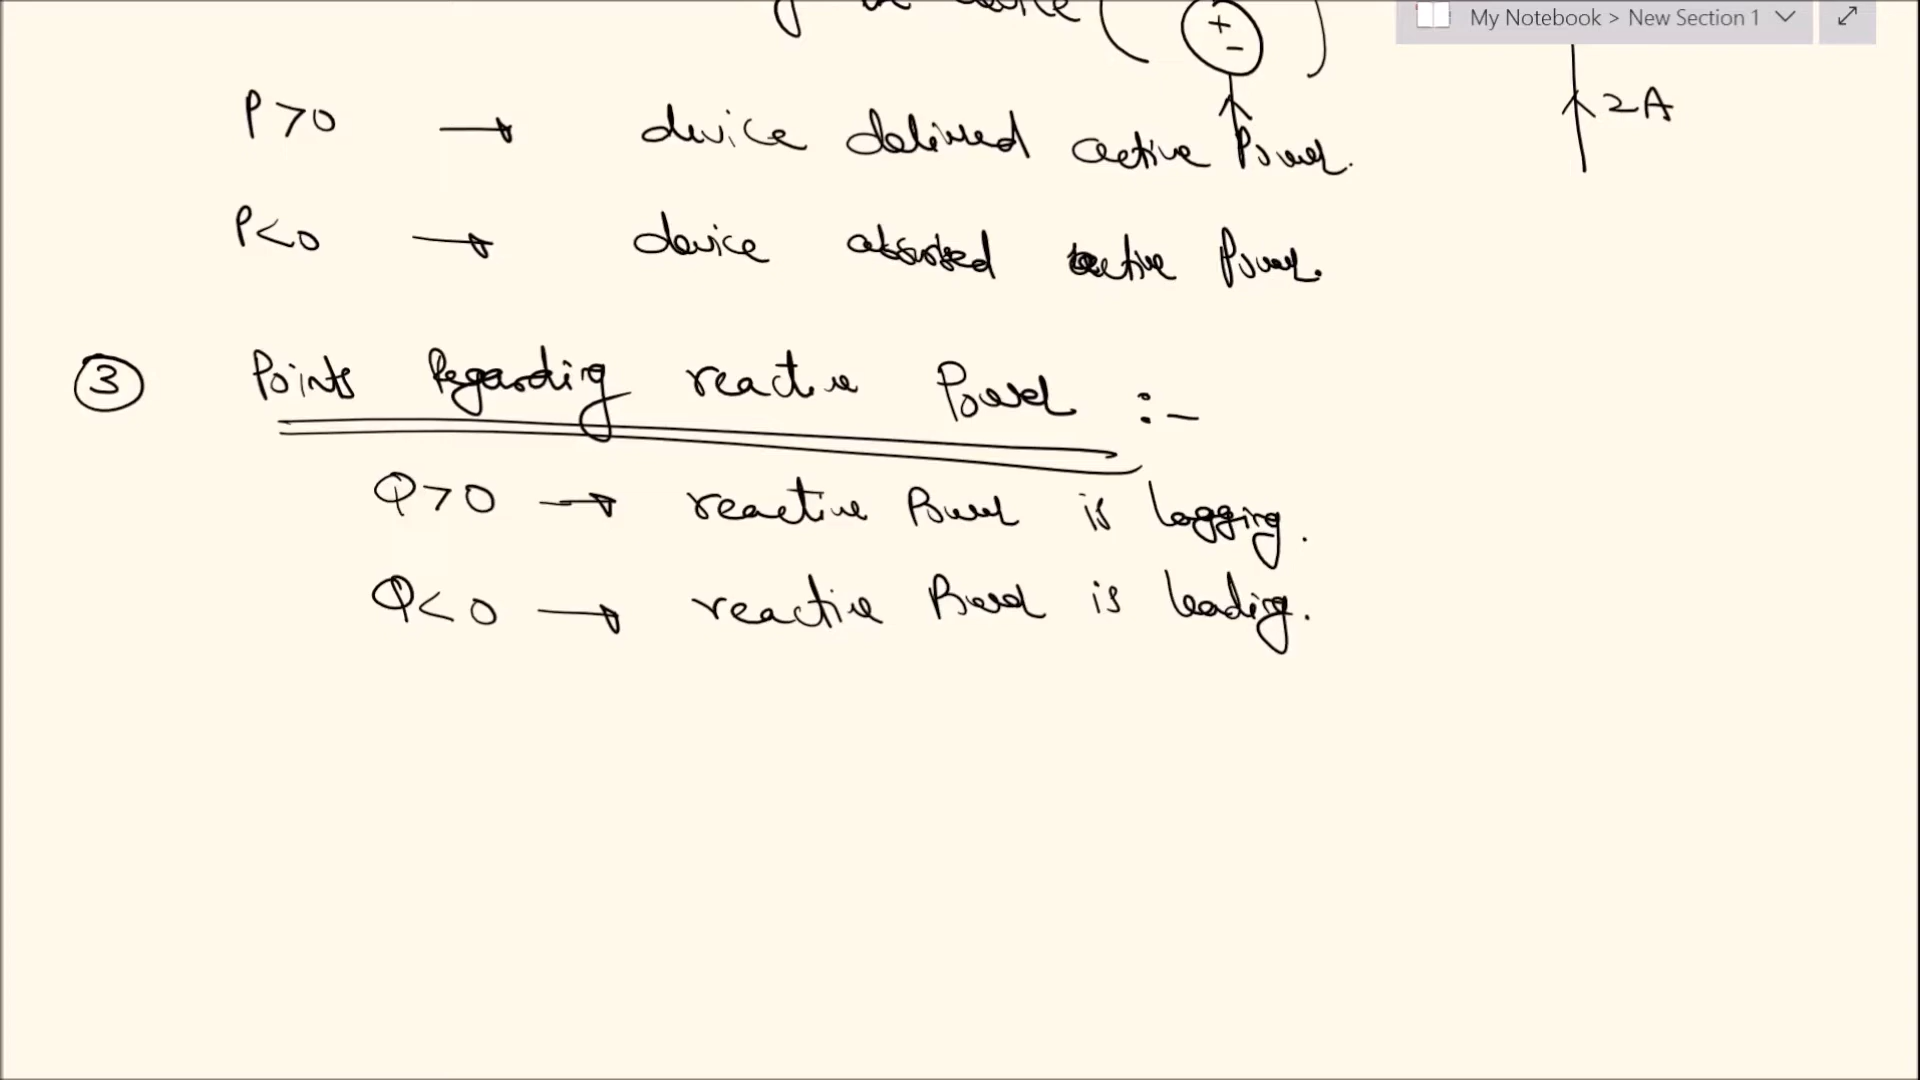 My Notebook > New Section 1
device ( + - )
2A
P>0 → device delivered active Power.
P<0 → device absorbed active Power.
③ Points Regarding reactive Power :-
Q>0 → reactive Power is lagging.
Q<0 → reactive Power is leading.